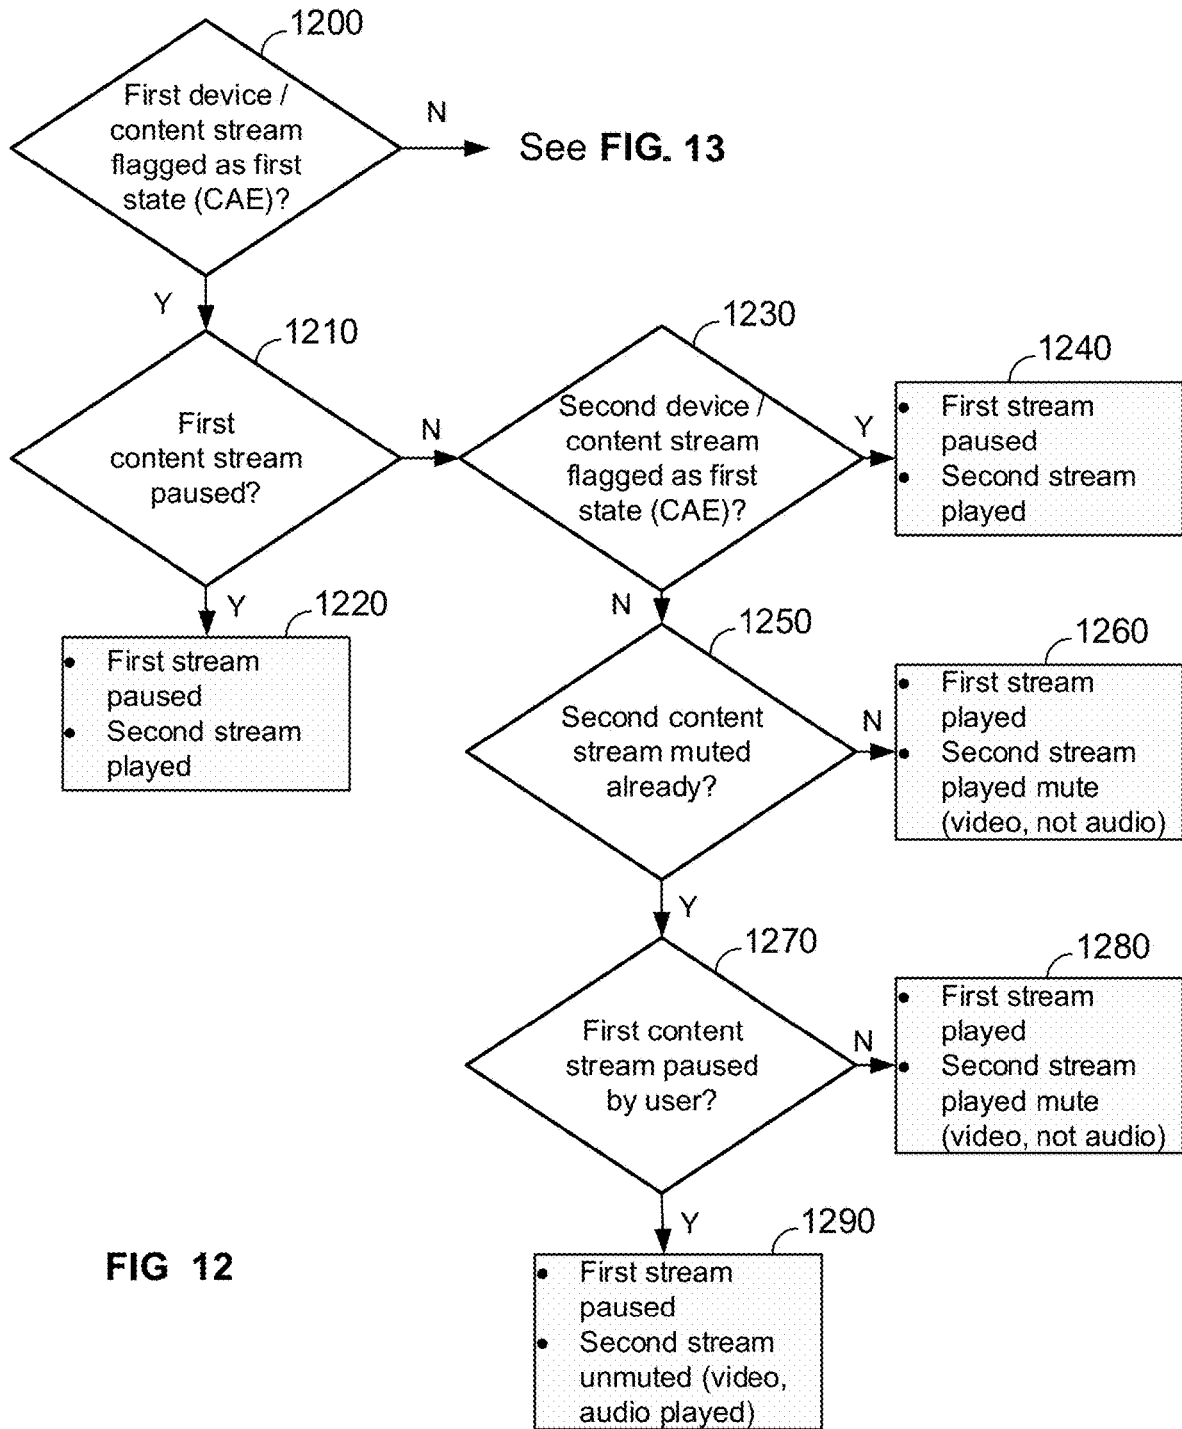 1200
First device /
content stream
flagged as first
state (CAE)?
N
See FIG. 13
Y
1210
First
content stream
paused?
N
1230
Second device /
content stream
flagged as first
state (CAE)?
Y
1240
• First stream
paused
• Second stream
played
Y
1220
• First stream
paused
• Second stream
played
N
1250
Second content
stream muted
already?
N
1260
• First stream
played
• Second stream
played mute
(video, not audio)
Y
1270
First content
stream paused
by user?
N
1280
• First stream
played
• Second stream
played mute
(video, not audio)
Y
1290
• First stream
paused
• Second stream
unmuted (video,
audio played)
FIG 12